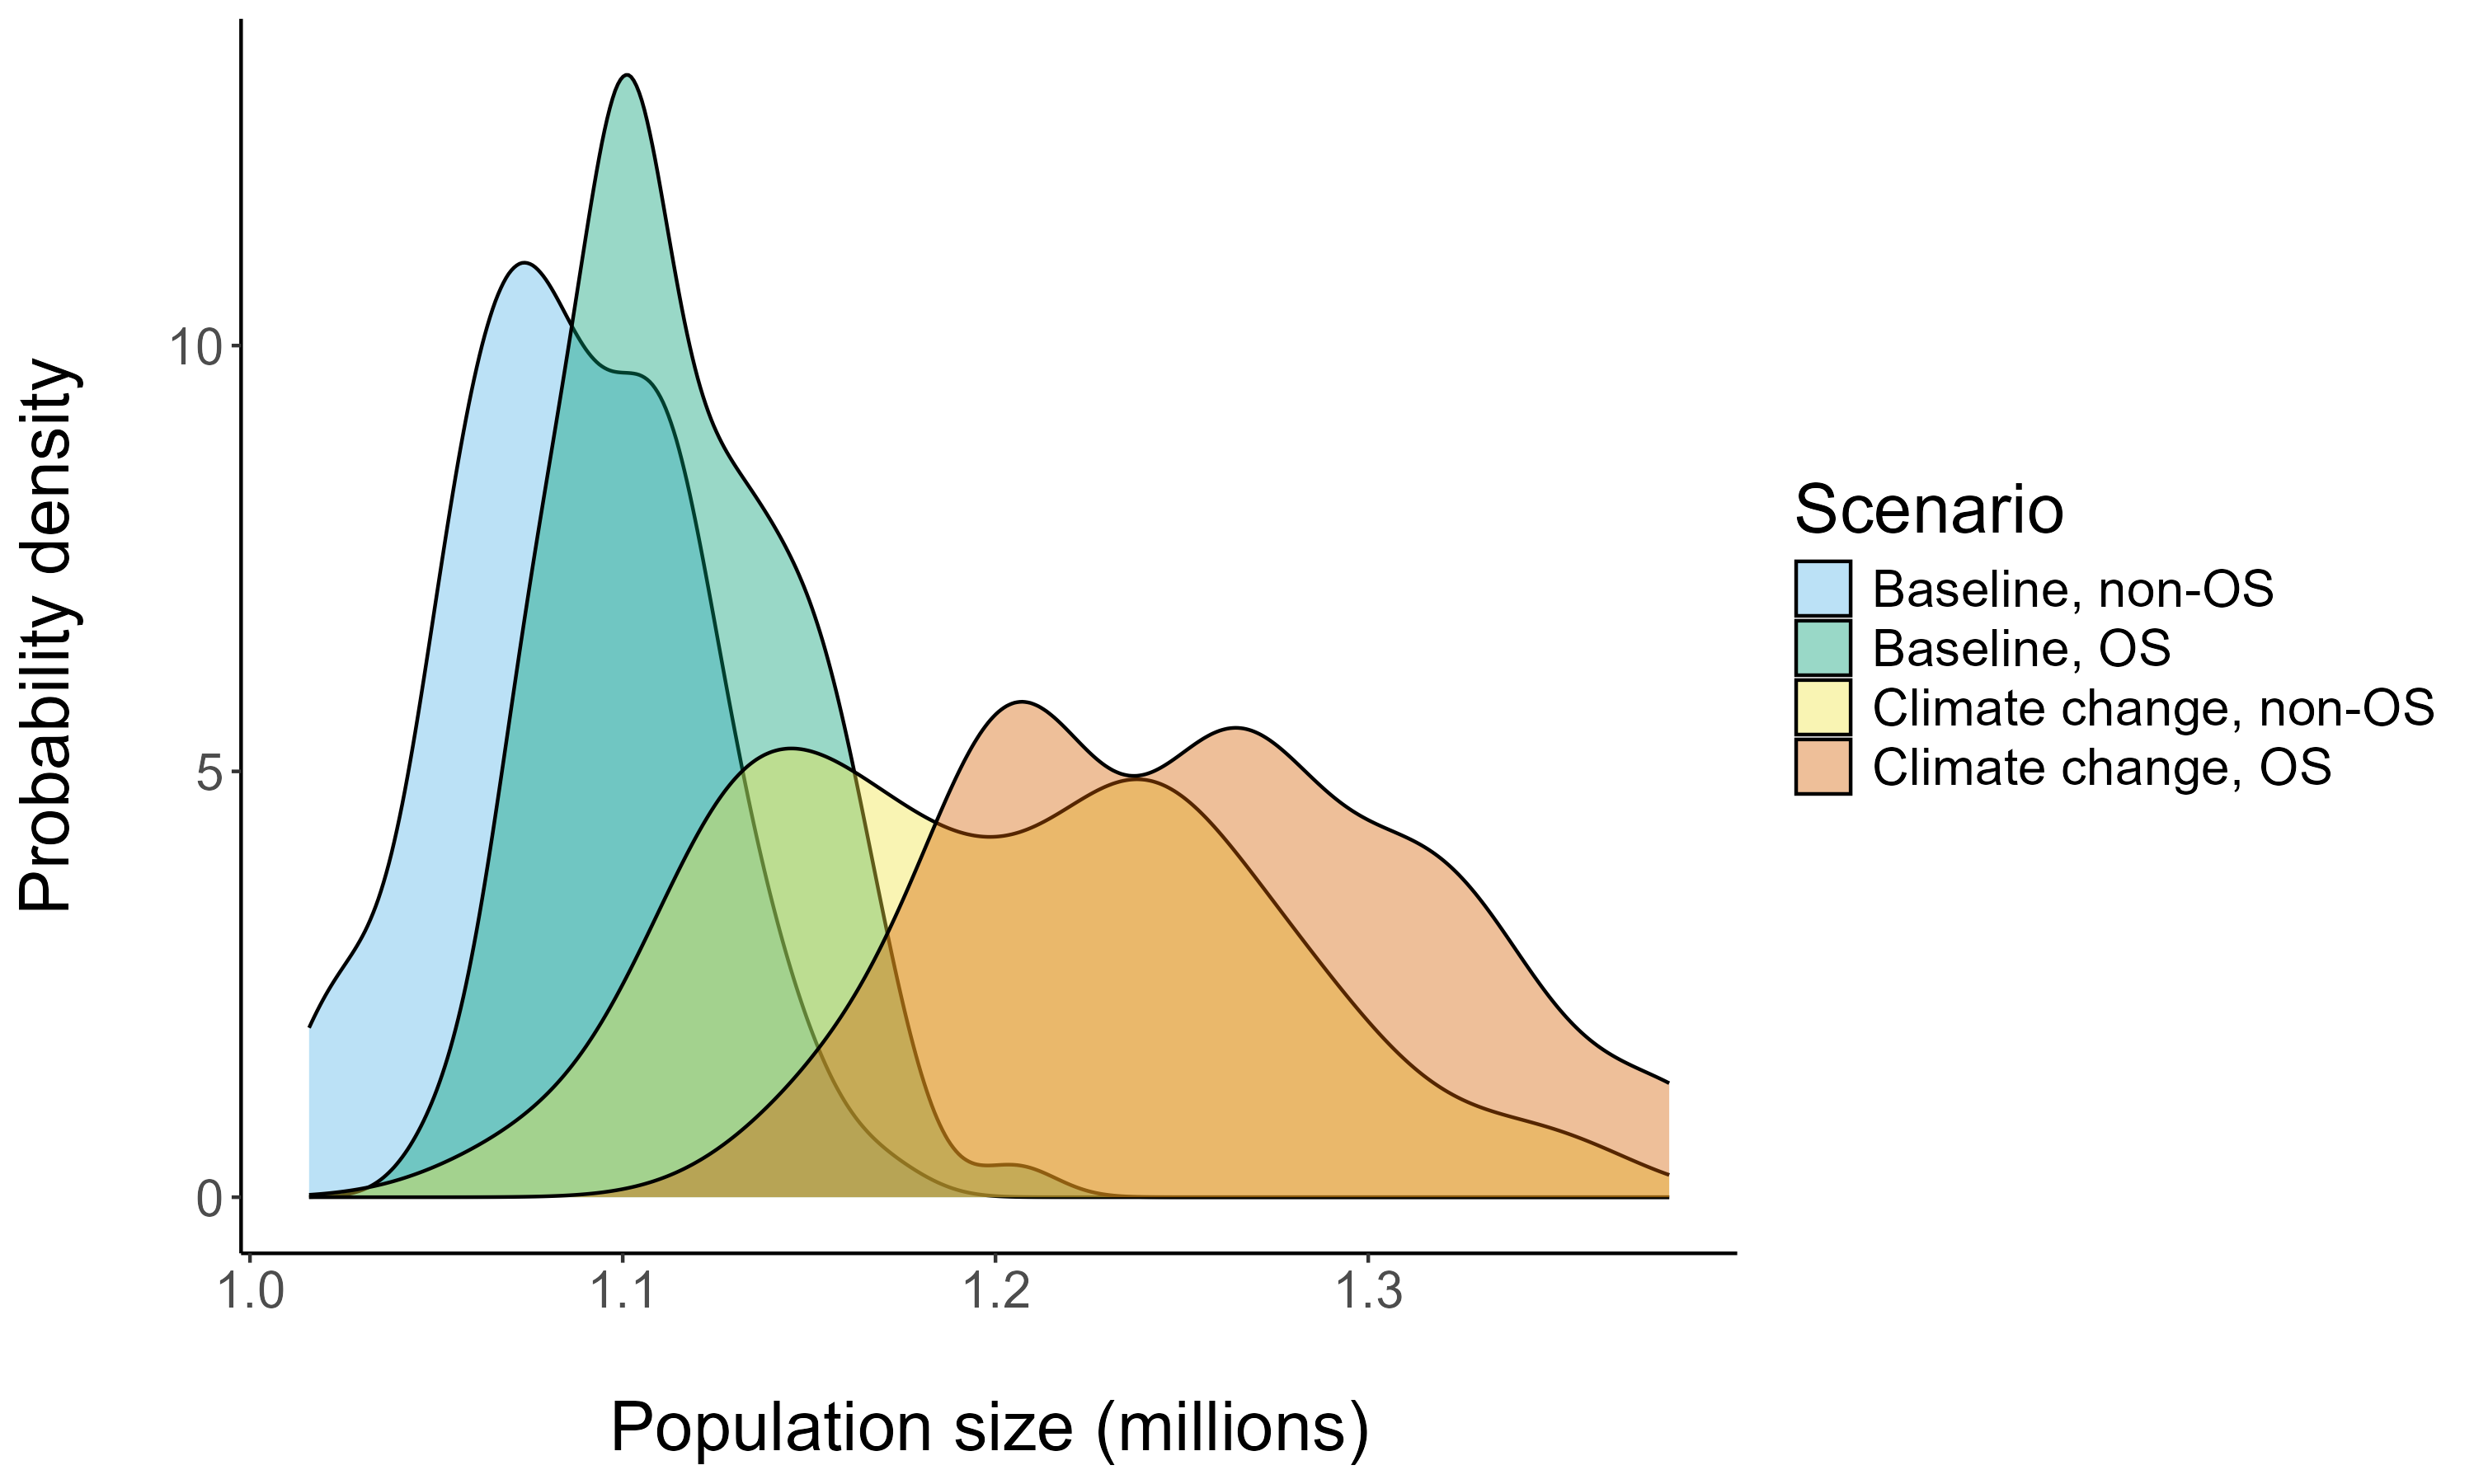 Probability density
10
5
0
1.0 1.1 1.2 1.3
Population size (millions)
Scenario
Baseline, non-OS
Baseline, OS
Climate change, non-OS
Climate change, OS